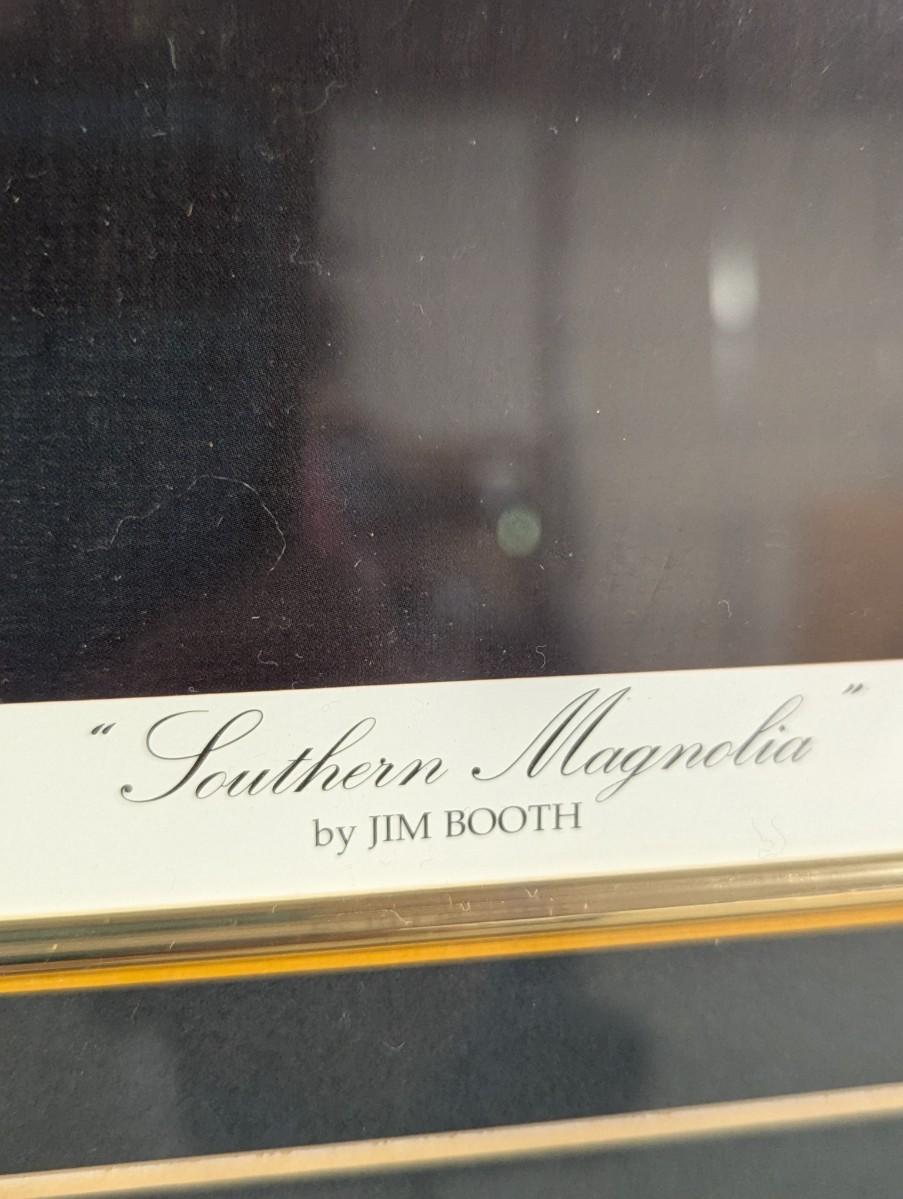 “ Southern Magnolia ”
by JIM BOOTH